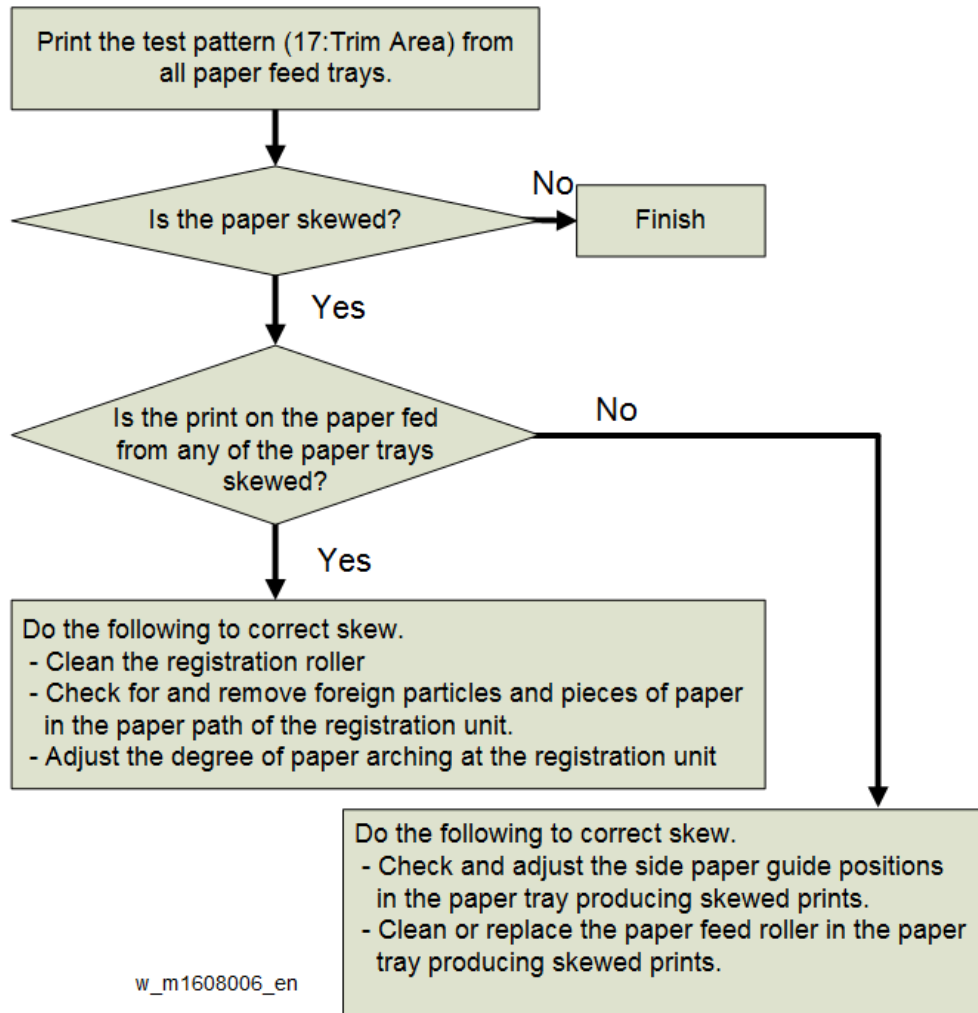 Print the test pattern (17:Trim Area) from
all paper feed trays.
Is the paper skewed?
No
Finish
Yes
Is the print on the paper fed
from any of the paper trays
skewed?
No
Yes
Do the following to correct skew.
- Clean the registration roller
- Check for and remove foreign particles and pieces of paper
in the paper path of the registration unit.
- Adjust the degree of paper arching at the registration unit
Do the following to correct skew.
- Check and adjust the side paper guide positions
in the paper tray producing skewed prints.
- Clean or replace the paper feed roller in the paper
tray producing skewed prints.
w_m1608006_en